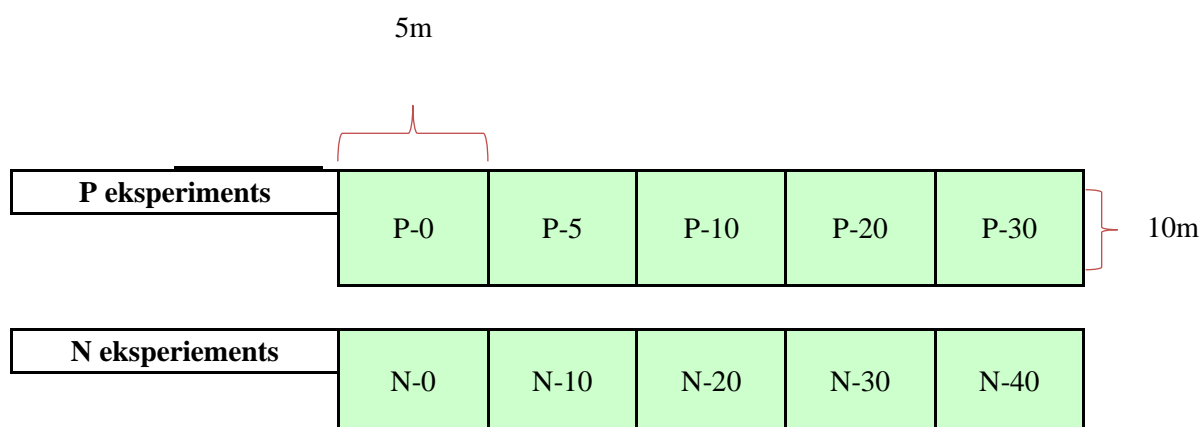 5m
P eksperiments
P-0 P-5 P-10 P-20 P-30
10m
N eksperiements
N-0 N-10 N-20 N-30 N-40